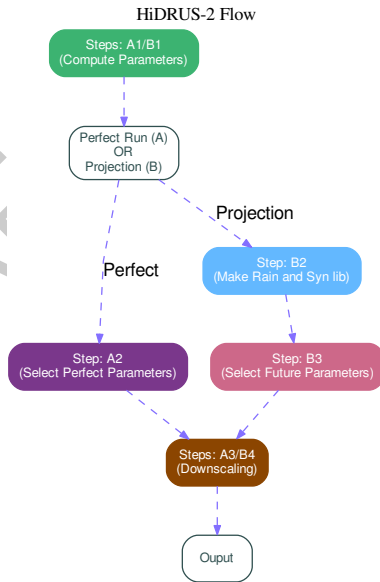 HiDRUS-2 Flow
Steps: A1/B1
(Compute Parameters)
Perfect Run (A)
OR
Projection (B)
Projection
Perfect
Step: B2
(Make Rain and Syn lib)
Step: A2
(Select Perfect Parameters)
Step: B3
(Select Future Parameters)
Steps: A3/B4
(Downscaling)
Ouput